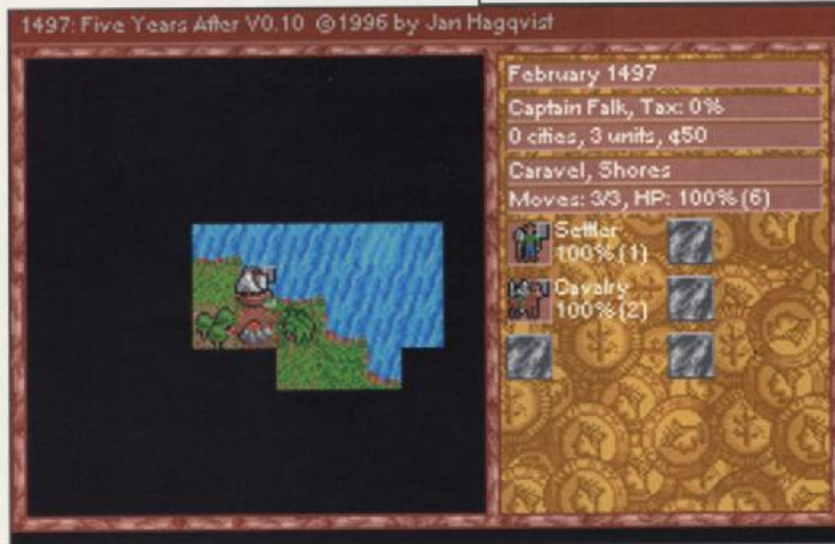 1497: Five Years After V0.10 ©1996 by Jan Hagqvist
February 1497
Captain Falk, Tax: 0%
0 cities, 3 units, ¢50
Caravel, Shores
Moves: 3/3, HP: 100% (6)
Settler
100% (1)
Cavalry
100% (2)